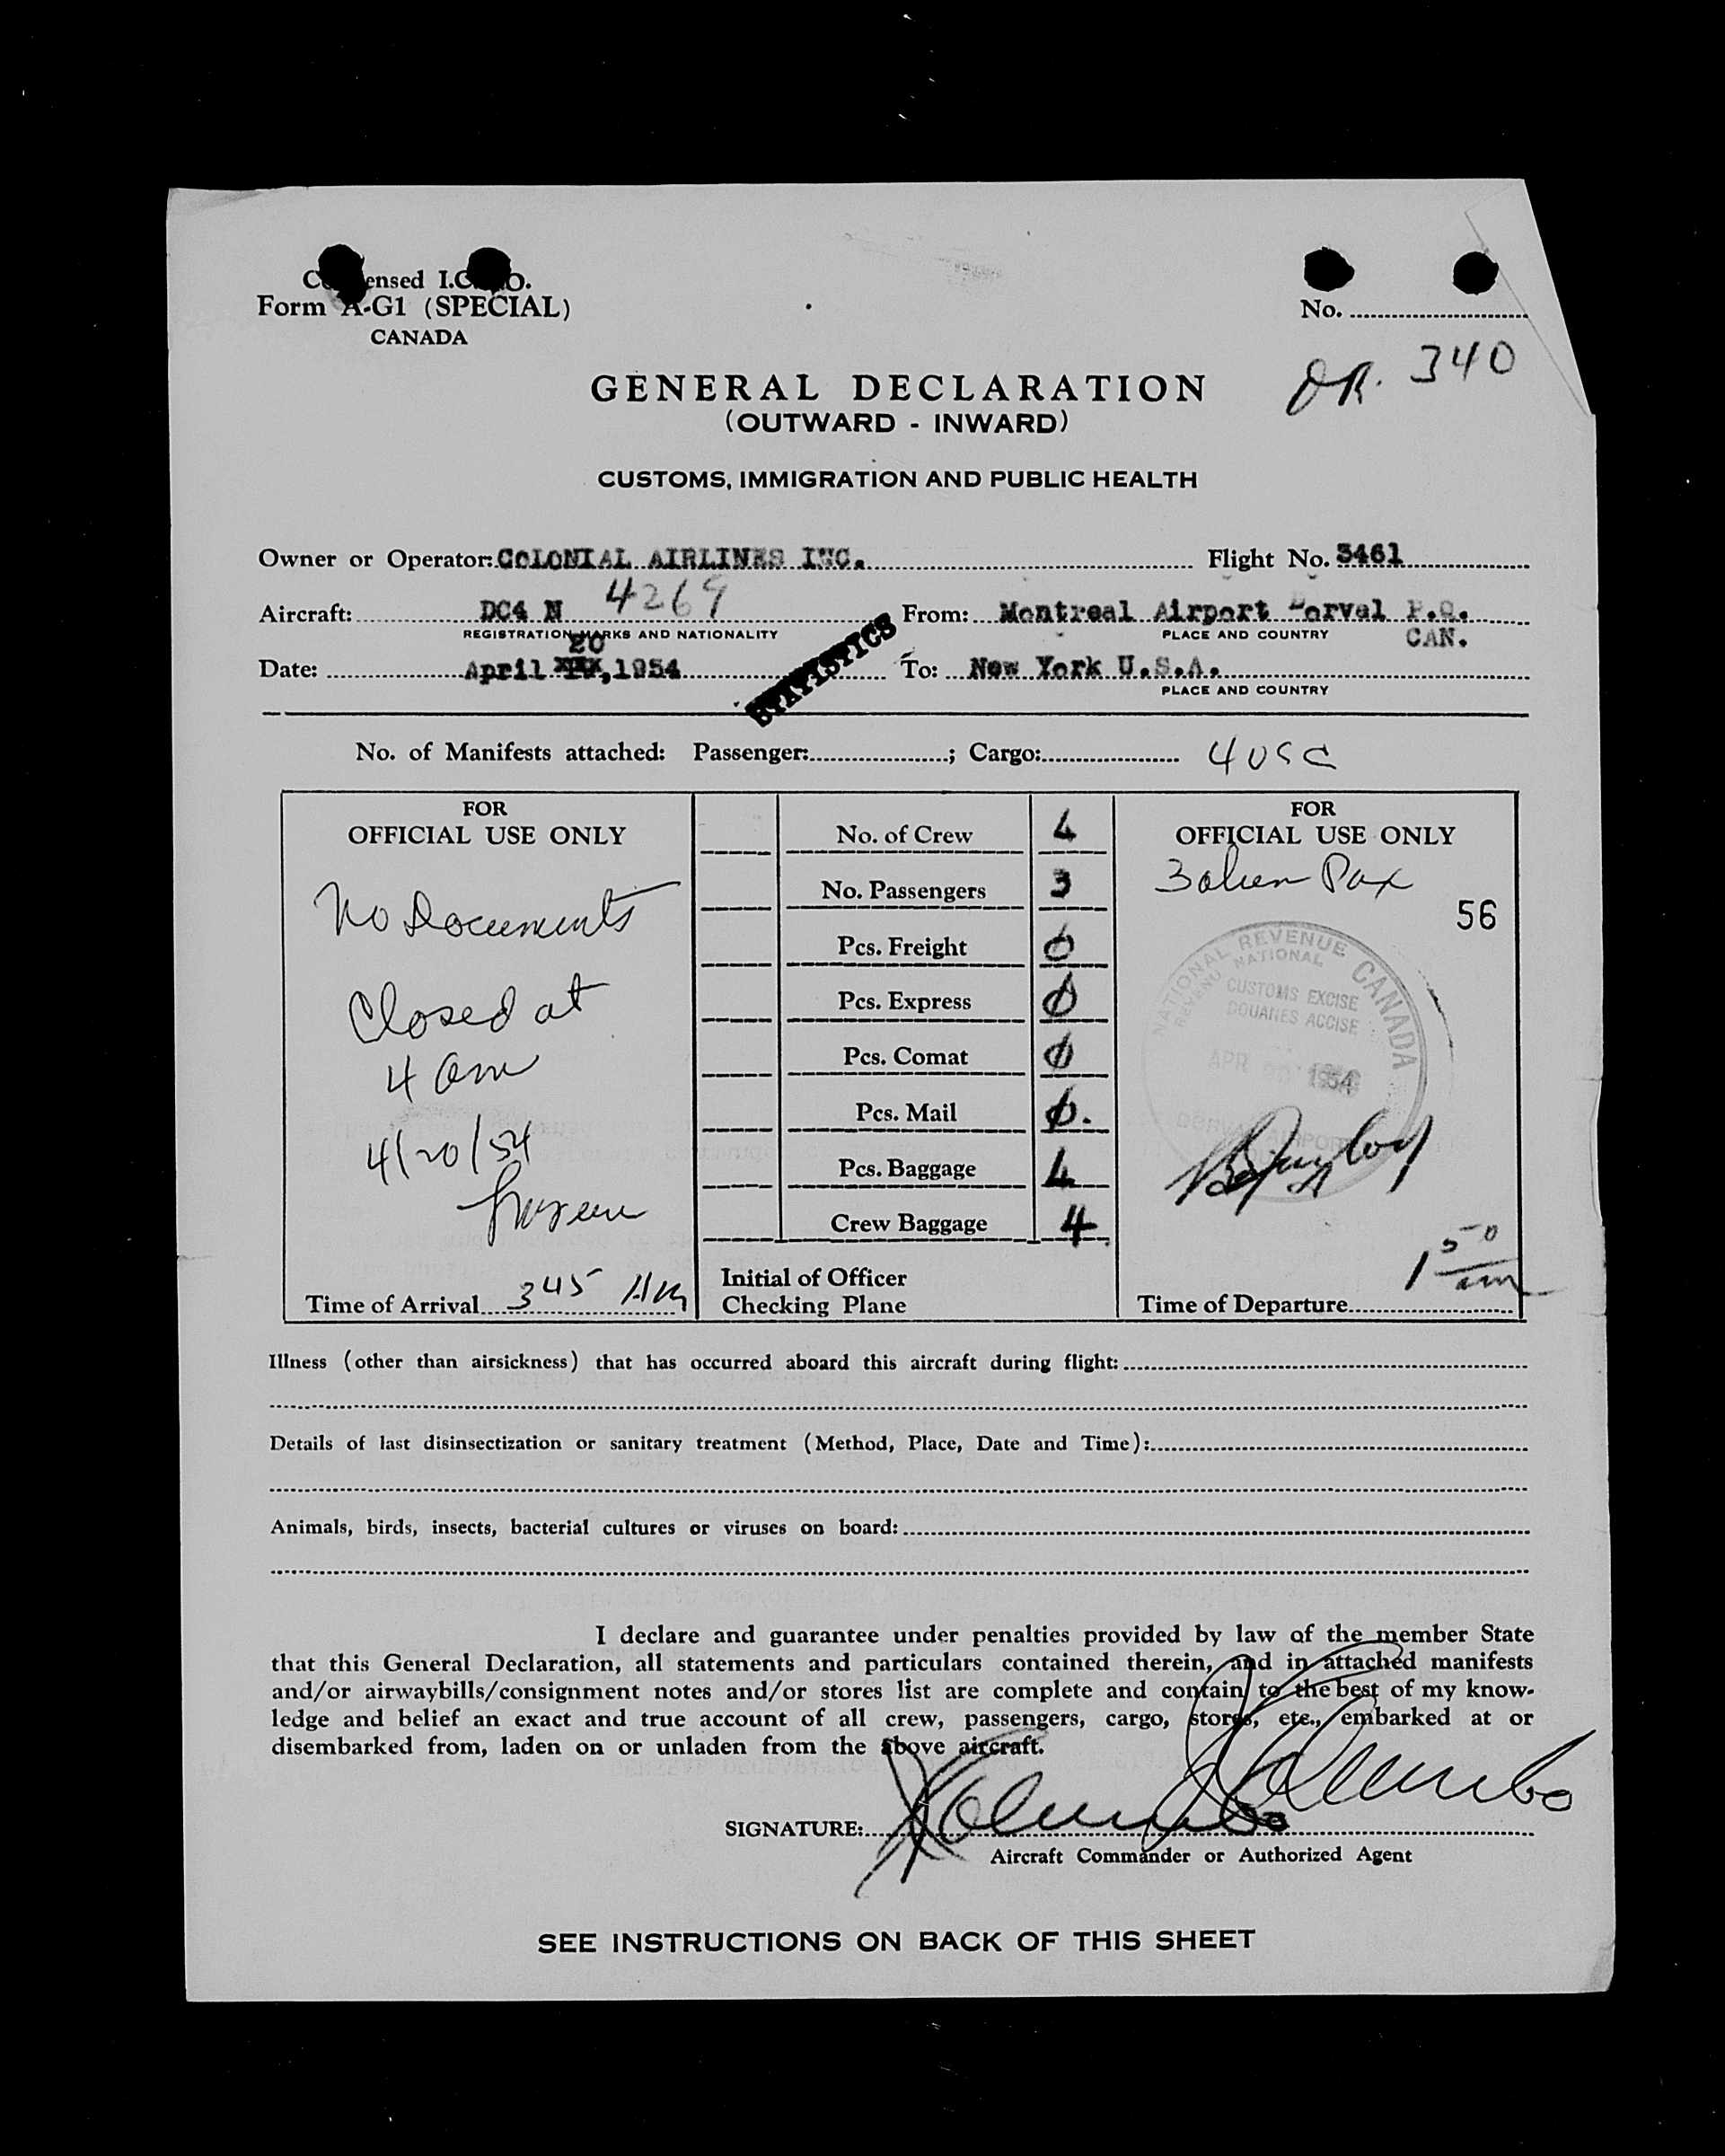 ensed I.C
Form A-G1 (SPECIAL)
CANADA
No.
340
GENERAL DECLARATION
(OUTWARD - INWARD)
CUSTOMS, IMMIGRATION AND PUBLIC HEALTH
Owner or Operator: COLONIAL AIRLINES INC. Flight No. 3461
Aircraft: DC4 N 4269 From: Montreal Airport Dorval P.Q.
REGISTRATION MARKS AND NATIONALITY PLACE AND COUNTRY CAN.
20
Date: April XXX,1954 To: New York U.S.A.
PLACE AND COUNTRY
STATISTICS
No. of Manifests attached: Passenger: ; Cargo: 4 USC
FOR
OFFICIAL USE ONLY
No Documents
Closed at
4 am
4/20/54
Time of Arrival 345 AM
No. of Crew 4
No. Passengers 3
Pcs. Freight 0
Pcs. Express 0
Pcs. Comat 0
Pcs. Mail 0.
Pcs. Baggage 4
Crew Baggage 4
Initial of Officer
Checking Plane
FOR
OFFICIAL USE ONLY
3 alien Pax
56
NATIONAL REVENUE CANADA
REVENU NATIONAL
CUSTOMS EXCISE
DOUANES ACCISE
APR 20 1954
DORVAL AIRPORT
150
am
Time of Departure
Illness (other than airsickness) that has occurred aboard this aircraft during flight:
Details of last disinsectization or sanitary treatment (Method, Place, Date and Time):
Animals, birds, insects, bacterial cultures or viruses on board:
I declare and guarantee under penalties provided by law of the member State
that this General Declaration, all statements and particulars contained therein, and in attached manifests
and/or airwaybills/consignment notes and/or stores list are complete and contain to the best of my know-
ledge and belief an exact and true account of all crew, passengers, cargo, stores, etc., embarked at or
disembarked from, laden on or unladen from the above aircraft.
SIGNATURE:
Aircraft Commander or Authorized Agent
SEE INSTRUCTIONS ON BACK OF THIS SHEET